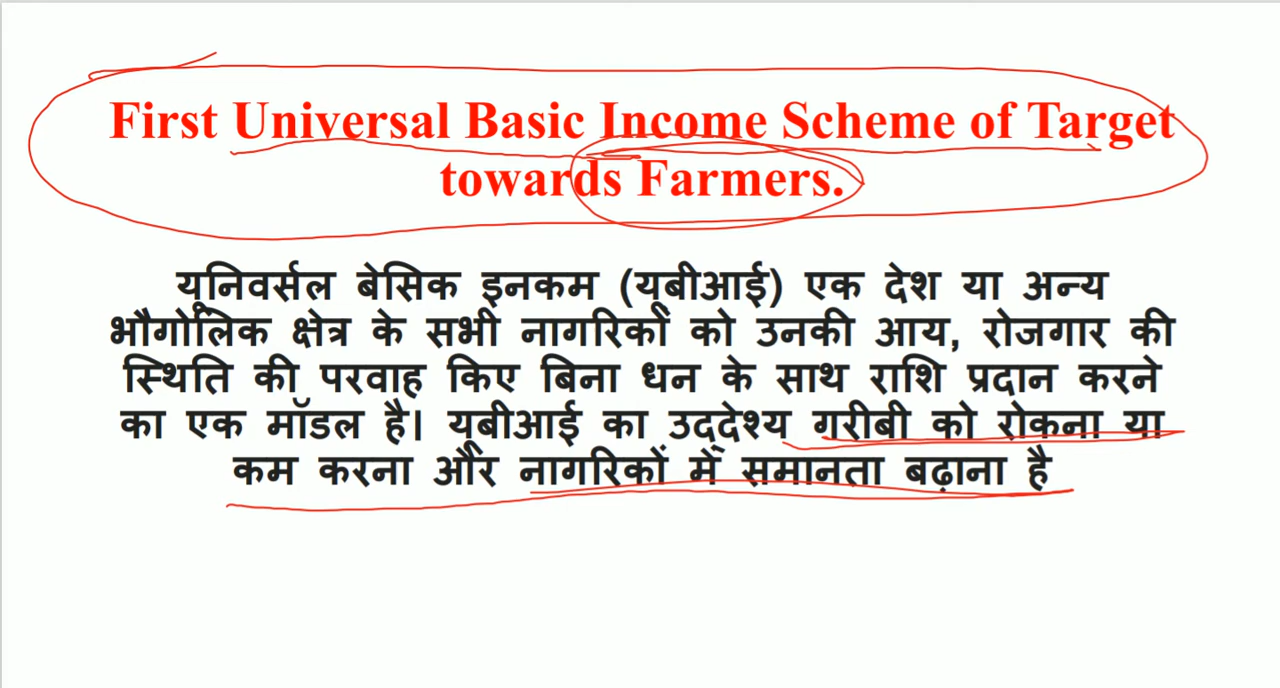 First Universal Basic Income Scheme of Target
towards Farmers.
यूनिवर्सल बेसिक इनकम (यूबीआई) एक देश या अन्य
भौगोलिक क्षेत्र के सभी नागरिकों को उनकी आय, रोजगार की
स्थिति की परवाह किए बिना धन के साथ राशि प्रदान करने
का एक मॉडल है। यूबीआई का उद्देश्य गरीबी को रोकना या
कम करना और नागरिकों में समानता बढ़ाना है